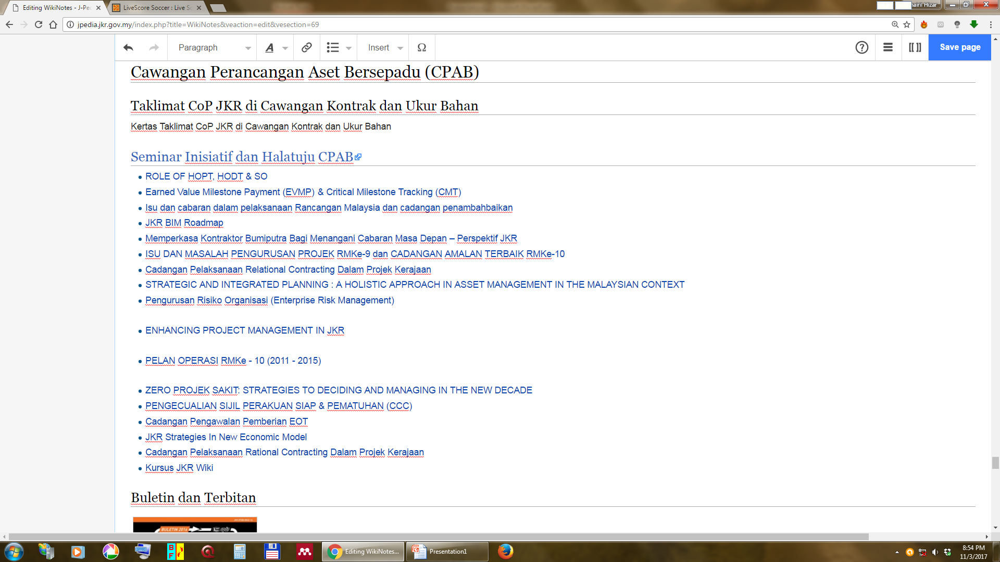 Editing WikiNotes - J-Pe
LiveScore Soccer : Live S
hairil Hizar
jpedia.jkr.gov.my/index.php?title=WikiNotes&veaction=edit&vesection=69
Paragraph
A
Insert
Ω
Save page
Cawangan Perancangan Aset Bersepadu (CPAB)
Taklimat CoP JKR di Cawangan Kontrak dan Ukur Bahan
Kertas Taklimat CoP JKR di Cawangan Kontrak dan Ukur Bahan
Seminar Inisiatif dan Halatuju CPAB
• ROLE OF HOPT, HODT & SO
• Earned Value Milestone Payment (EVMP) & Critical Milestone Tracking (CMT)
• Isu dan cabaran dalam pelaksanaan Rancangan Malaysia dan cadangan penambahbaikan
• JKR BIM Roadmap
• Memperkasa Kontraktor Bumiputra Bagi Menangani Cabaran Masa Depan – Perspektif JKR
• ISU DAN MASALAH PENGURUSAN PROJEK RMKe-9 dan CADANGAN AMALAN TERBAIK RMKe-10
• Cadangan Pelaksanaan Relational Contracting Dalam Projek Kerajaan
• STRATEGIC AND INTEGRATED PLANNING : A HOLISTIC APPROACH IN ASSET MANAGEMENT IN THE MALAYSIAN CONTEXT
• Pengurusan Risiko Organisasi (Enterprise Risk Management)
• ENHANCING PROJECT MANAGEMENT IN JKR
• PELAN OPERASI RMKe - 10 (2011 - 2015)
• ZERO PROJEK SAKIT: STRATEGIES TO DECIDING AND MANAGING IN THE NEW DECADE
• PENGECUALIAN SIJIL PERAKUAN SIAP & PEMATUHAN (CCC)
• Cadangan Pengawalan Pemberian EOT
• JKR Strategies In New Economic Model
• Cadangan Pelaksanaan Rational Contracting Dalam Projek Kerajaan
• Kursus JKR Wiki
Buletin dan Terbitan
BULETIN 2016
BF
Editing WikiNotes...
Presentation1
8:54 PM
11/3/2017